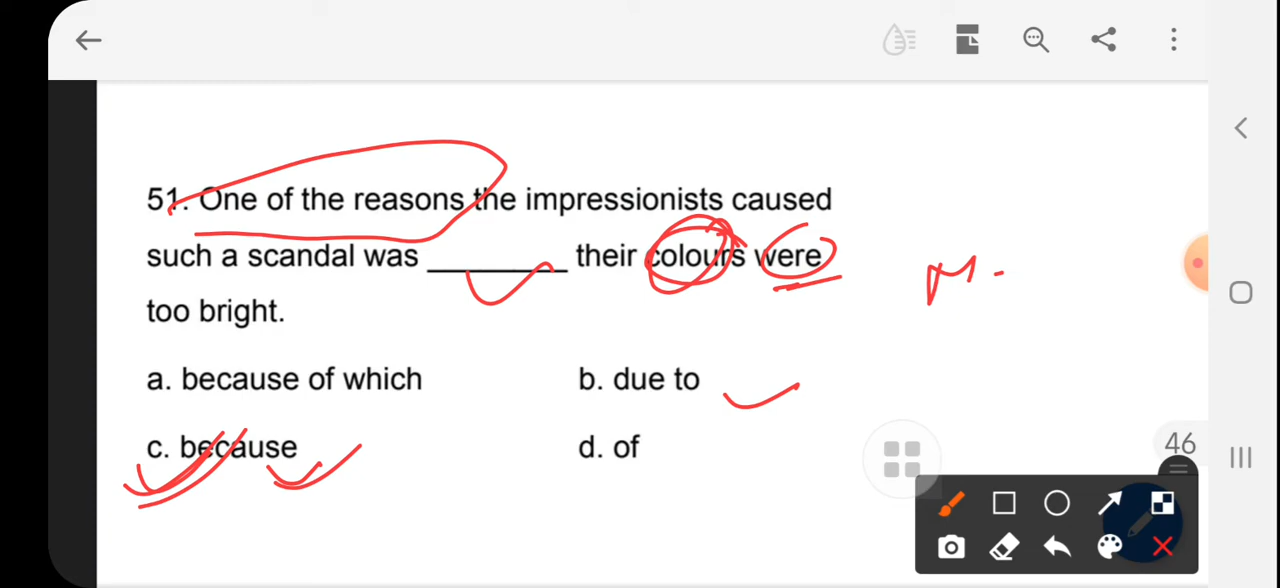 51. One of the reasons the impressionists caused
such a scandal was ________ their colours were
too bright.
a. because of which
b. due to
c. because
d. of
46